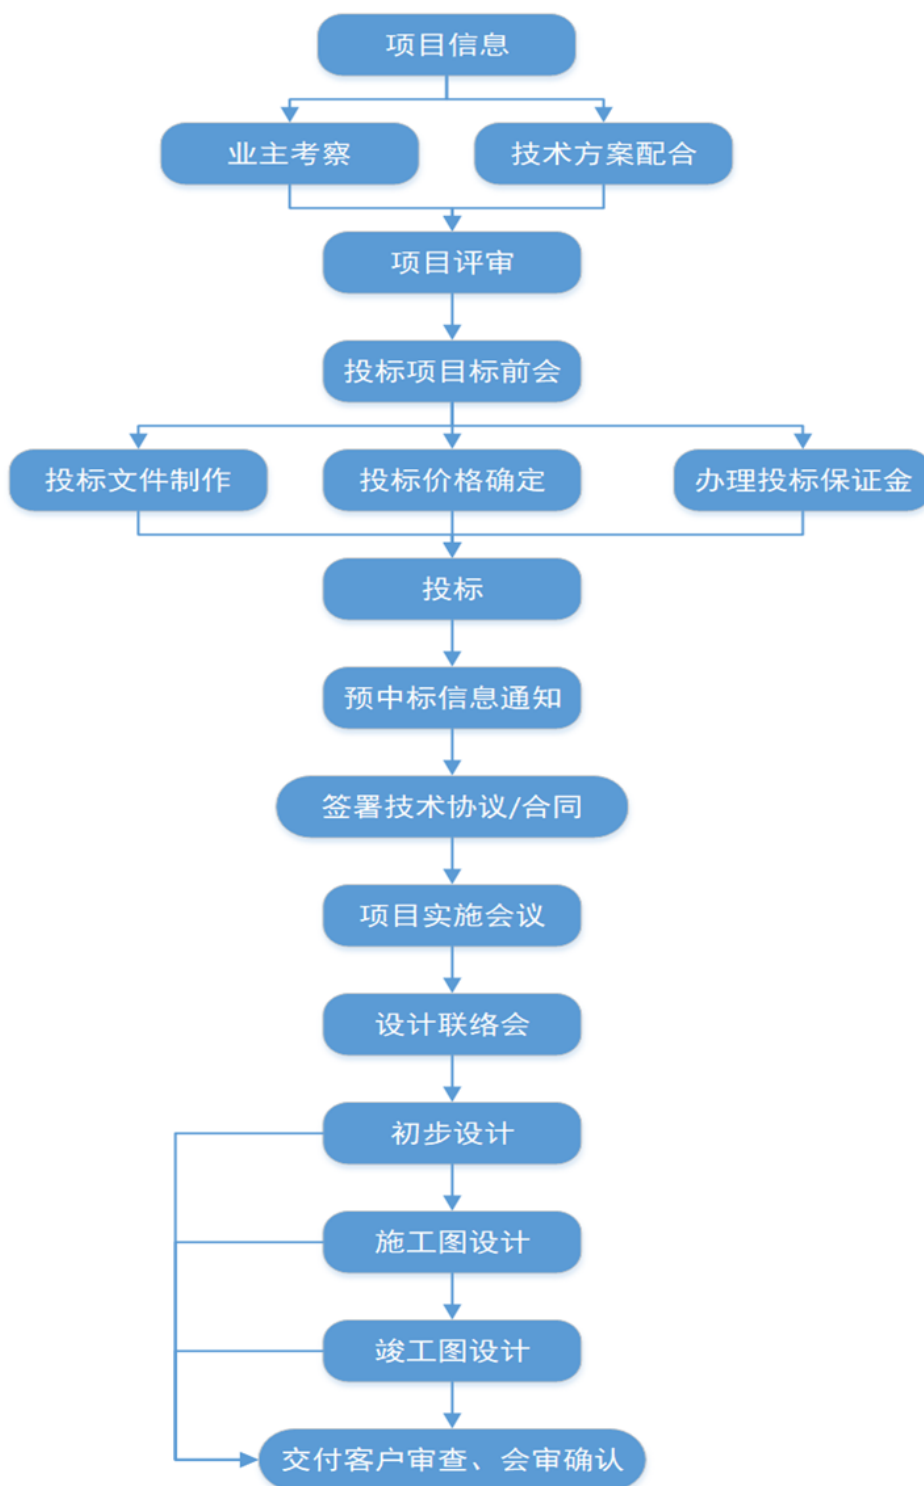 项目信息
业主考察
技术方案配合
项目评审
投标项目标前会
投标文件制作
投标价格确定
办理投标保证金
投标
预中标信息通知
签署技术协议/合同
项目实施会议
设计联络会
初步设计
施工图设计
竣工图设计
交付客户审查、会审确认